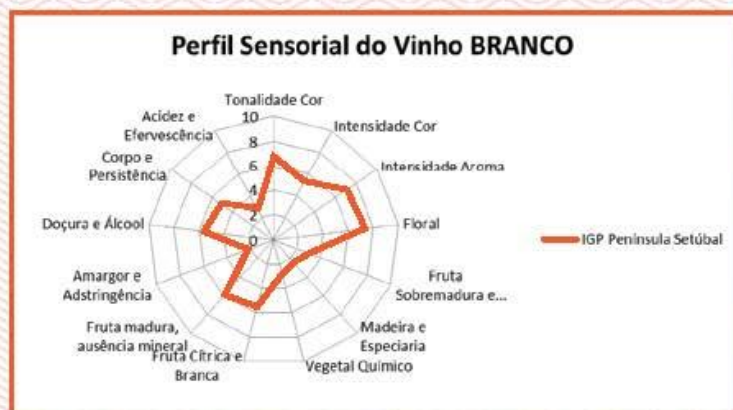 Perfil Sensorial do Vinho BRANCO
Tonalidade Cor
10
8
6
4
2
0
Intensidade Cor
Intensidade Aroma
Floral
Fruta
Sobremadura e...
Madeira e
Especiaria
Vegetal Químico
Fruta Cítrica e
Branca
Fruta madura,
ausência mineral
Amargor e
Adstringência
Doçura e Álcool
Corpo e
Persistência
Acidez e
Efervescência
IGP Península Setúbal